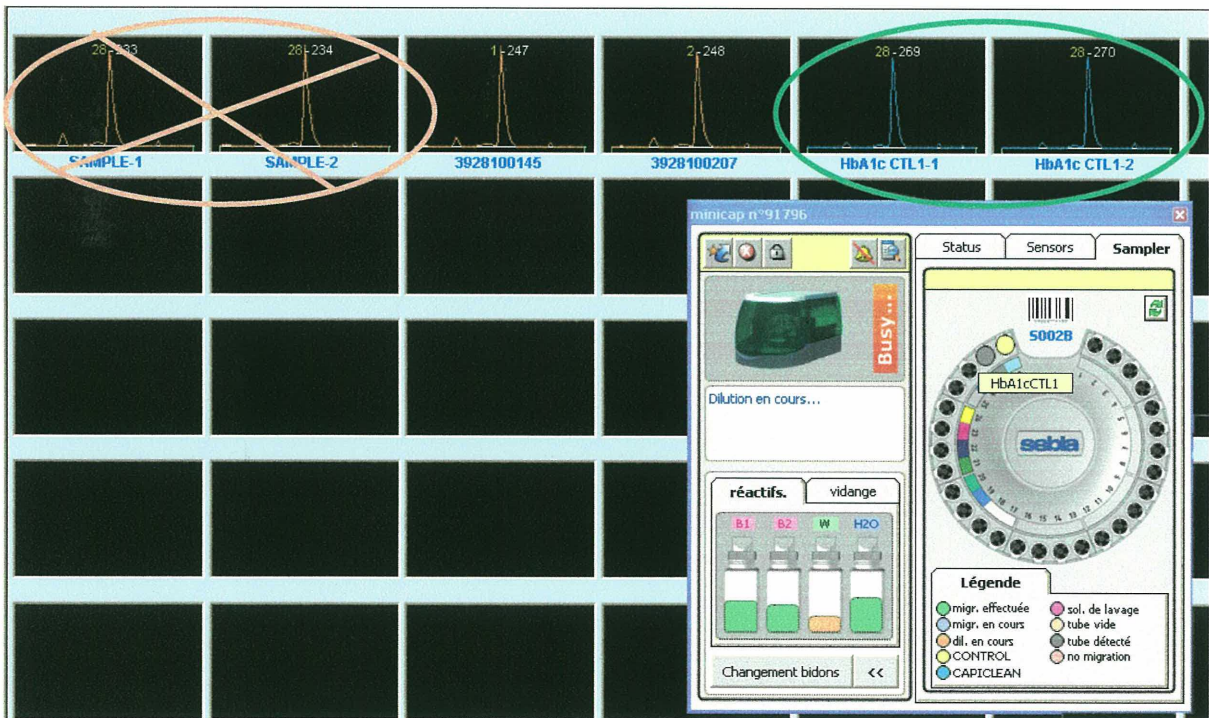 28-233
28-234
1-247
2-248
28-269
28-270
SAMPLE-1
SAMPLE-2
3928100145
3928100207
HbA1c CTL1-1
HbA1c CTL1-2
minicap n°91796
Status
Sensors
Sampler
Busy...
S002B
HbA1cCTL1
Dilution en cours...
sebia
réactifs.
vidange
B1
B2
W
H2O
Changement bidons
<<
Légende
migr. effectuée
migr. en cours
dil. en cours
CONTROL
CAPICLEAN
sol. de lavage
tube vide
tube détecté
no migration